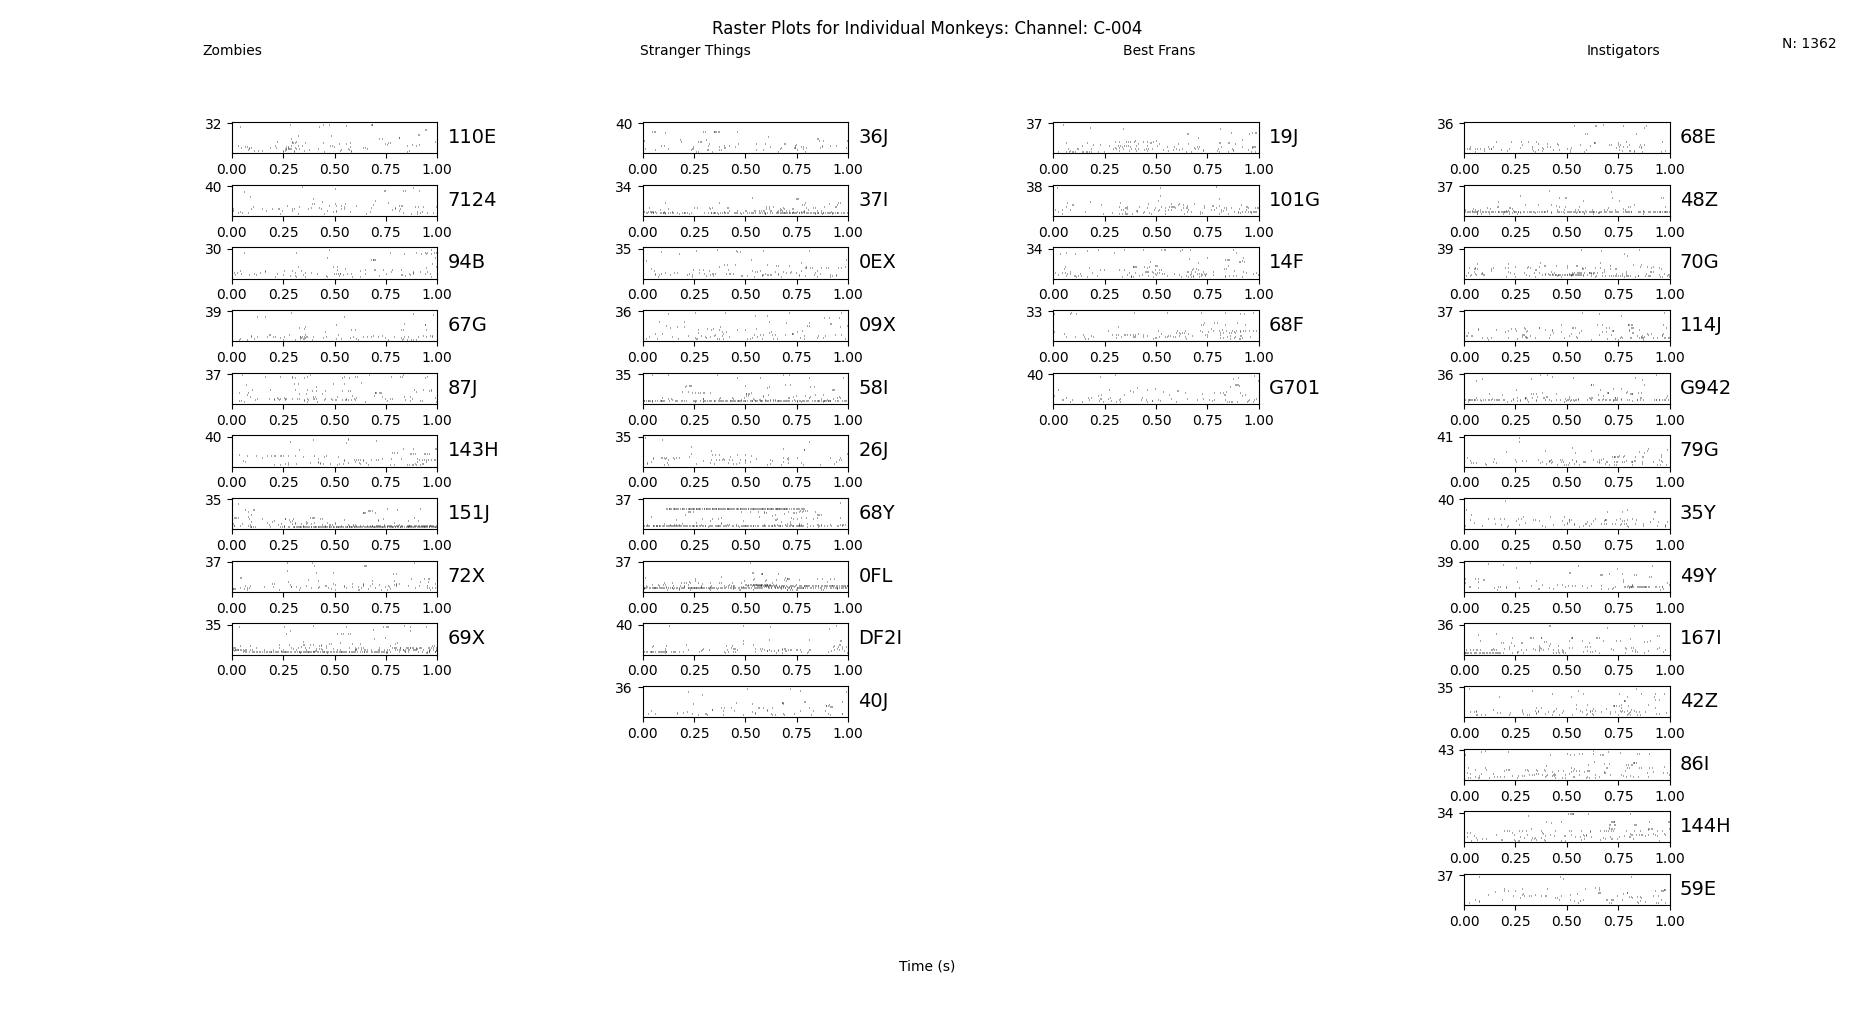 Raster Plots for Individual Monkeys: Channel: C-004
Zombies Stranger Things Best Frans Instigators N: 1362
32 110E 40 36J 37 19J 36 68E
0.00 0.25 0.50 0.75 1.00 0.00 0.25 0.50 0.75 1.00 0.00 0.25 0.50 0.75 1.00 0.00 0.25 0.50 0.75 1.00
40 7124 34 37I 38 101G 37 48Z
0.00 0.25 0.50 0.75 1.00 0.00 0.25 0.50 0.75 1.00 0.00 0.25 0.50 0.75 1.00 0.00 0.25 0.50 0.75 1.00
30 94B 35 0EX 34 14F 39 70G
0.00 0.25 0.50 0.75 1.00 0.00 0.25 0.50 0.75 1.00 0.00 0.25 0.50 0.75 1.00 0.00 0.25 0.50 0.75 1.00
39 67G 36 09X 33 68F 37 114J
0.00 0.25 0.50 0.75 1.00 0.00 0.25 0.50 0.75 1.00 0.00 0.25 0.50 0.75 1.00 0.00 0.25 0.50 0.75 1.00
37 87J 35 58I 40 G701 36 G942
0.00 0.25 0.50 0.75 1.00 0.00 0.25 0.50 0.75 1.00 0.00 0.25 0.50 0.75 1.00 0.00 0.25 0.50 0.75 1.00
40 143H 35 26J 41 79G
0.00 0.25 0.50 0.75 1.00 0.00 0.25 0.50 0.75 1.00 0.00 0.25 0.50 0.75 1.00
35 151J 37 68Y 40 35Y
0.00 0.25 0.50 0.75 1.00 0.00 0.25 0.50 0.75 1.00 0.00 0.25 0.50 0.75 1.00
37 72X 37 0FL 39 49Y
0.00 0.25 0.50 0.75 1.00 0.00 0.25 0.50 0.75 1.00 0.00 0.25 0.50 0.75 1.00
35 69X 40 DF2I 36 167I
0.00 0.25 0.50 0.75 1.00 0.00 0.25 0.50 0.75 1.00 0.00 0.25 0.50 0.75 1.00
36 40J 35 42Z
0.00 0.25 0.50 0.75 1.00 0.00 0.25 0.50 0.75 1.00
43 86I
0.00 0.25 0.50 0.75 1.00
34 144H
0.00 0.25 0.50 0.75 1.00
37 59E
0.00 0.25 0.50 0.75 1.00
Time (s)